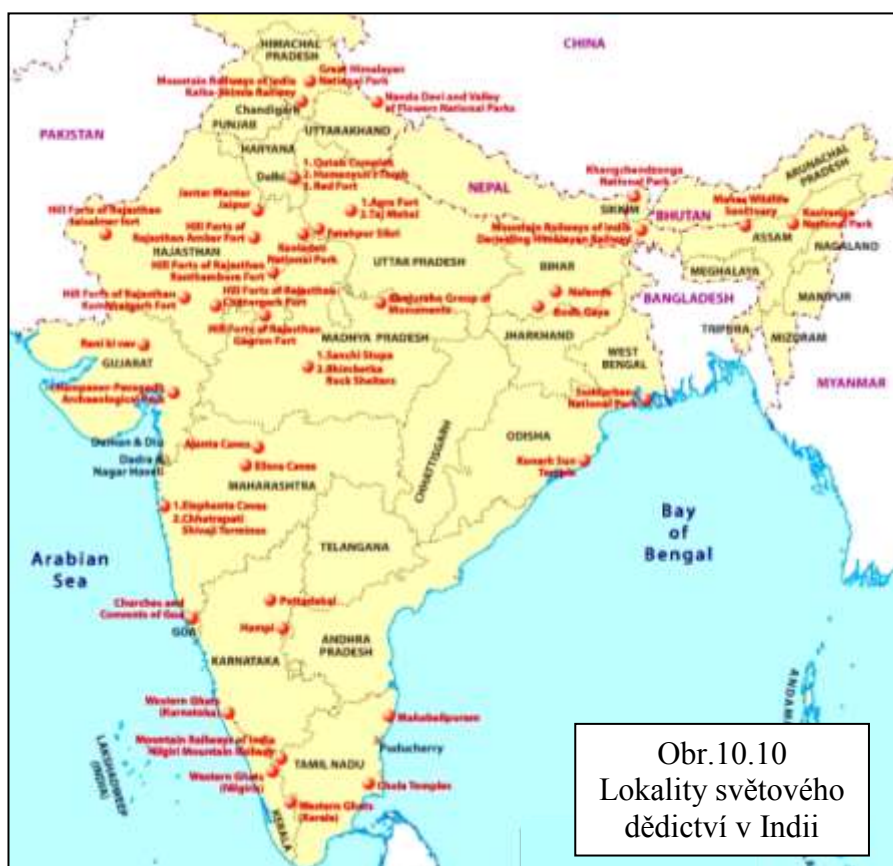 CHINA
HIMACHAL
PRADESH
Great Himalayan
National Park
Mountain Railways of India
Kalka-Shimla Railway
Nanda Devi and Valley
of Flowers National Parks
Chandigarh
PUNJAB
UTTARAKHAND
PAKISTAN
HARYANA
1. Qutub Complex
2. Humanyun's Tomb
3. Red Fort
Delhi
Jantar Mantar
Jaipur
1.Agra Fort
2.Taj Mahal
NEPAL
Khangchendzonga
National Park
SIKKIM
BHUTAN
ARUNACHAL
PRADESH
Manas Wildlife
Sanctuary
Kaziranga
National Park
ASSAM
NAGALAND
Hill Forts of Rajasthan
Jaisalmer Fort
Hill Forts of
Rajasthan Amber Fort
Fatehpur Sikri
Keoladeo
National Park
Mountain Railways of India
Darjeeling Himalayan Railway
RAJASTHAN
UTTAR PRADESH
BIHAR
MEGHALAYA
Hill Forts of Rajasthan
Ranthambore Fort
Hill Forts of Rajasthan
Kumbhalgarh Fort
Hill Forts of Rajasthan
Chittorgarh Fort
Khajuraho Group of
Monuments
Nalanda
Bodh Gaya
BANGLADESH
MANIPUR
Hill Forts of Rajasthan
Gagron Fort
JHARKHAND
TRIPURA
MIZORAM
Rani ki vav
MADHYA PRADESH
WEST
BENGAL
GUJARAT
1.Sanchi Stupa
2.Bhimbetka
Rock Shelters
MYANMAR
Champaner-Pavagadh
Archaeological Park
Sundarban
National Park
Daman & Diu
Dadra &
Nagar Haveli
Ajanta Caves
Ellora Caves
CHHATTISGARH
ODISHA
Konark Sun
Temple
MAHARASHTRA
1.Elephanta Caves
2.Chhatrapati
Shivaji Terminus
Bay
of
Bengal
TELANGANA
Arabian
Sea
Churches and
Convents of Goa
GOA
Pattadakal
Hampi
ANDHRA
PRADESH
KARNATAKA
Western Ghats
(Karnataka)
Mahabalipuram
Mountain Railways of India
Nilgiri Mountain Railway
Puducherry
LAKSHADWEEP
(INDIA)
TAMIL NADU
Western Ghats
(Nilgiris)
Chola Temples
KERALA
Western Ghats
(Kerala)
Obr.10.10
Lokality světového
dědictví v Indii